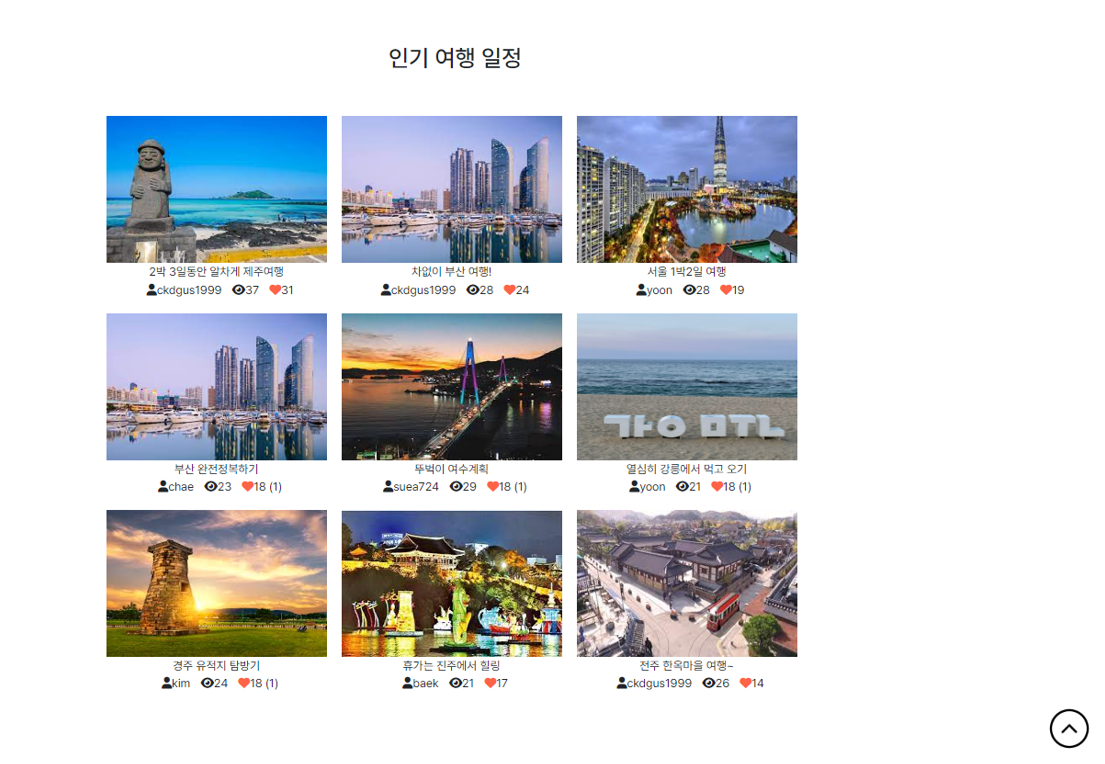 인기 여행 일정
2박 3일동안 알차게 제주여행
ckdgus1999 37 31
차없이 부산 여행!
ckdgus1999 28 24
서울 1박2일 여행
yoon 28 19
부산 완전정복하기
chae 23 18 (1)
뚜벅이 여수계획
suea724 29 18 (1)
열심히 강릉에서 먹고 오기
yoon 21 18 (1)
경주 유적지 탐방기
kim 24 18 (1)
휴가는 진주에서 힐링
baek 21 17
전주 한옥마을 여행~
ckdgus1999 26 14